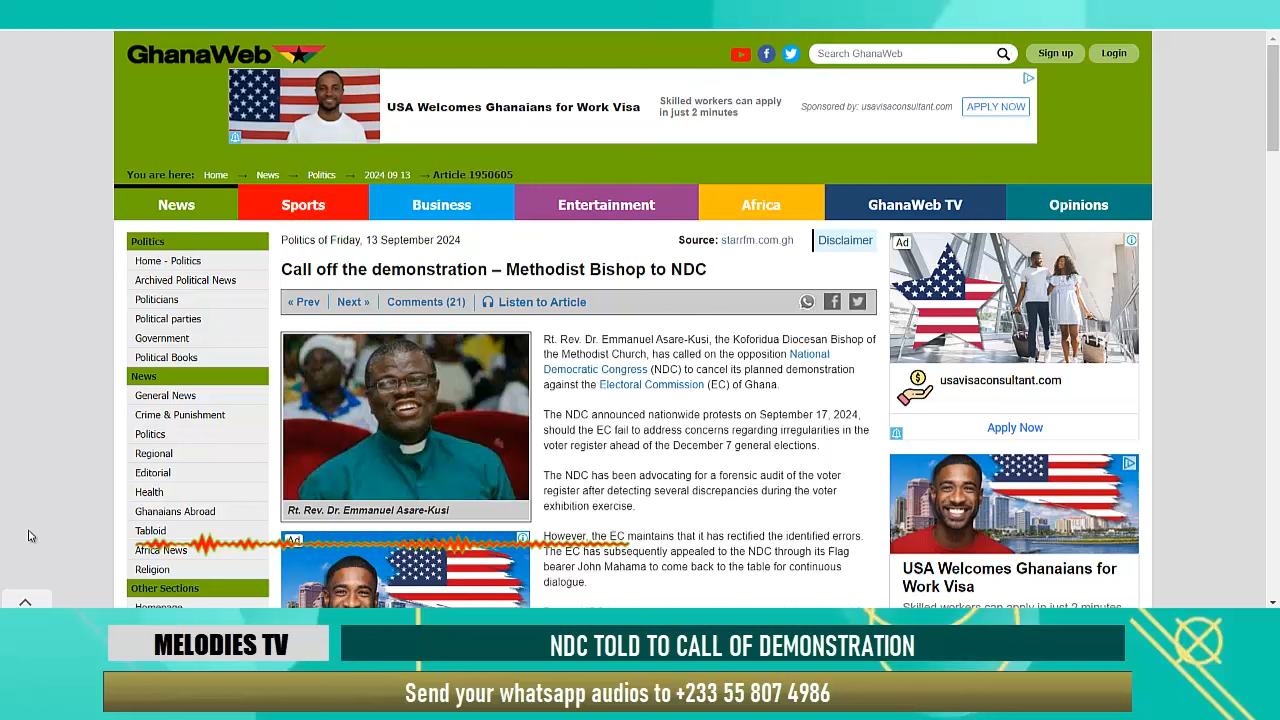 GhanaWeb
Search GhanaWeb
Sign up
Login
USA Welcomes Ghanaians for Work Visa
Skilled workers can apply
in just 2 minutes
Sponsored by: usavisaconsultant.com
APPLY NOW
You are here: Home → News → Politics → 2024 09 13 → Article 1950605
News
Sports
Business
Entertainment
Africa
GhanaWeb TV
Opinions
Politics
Home - Politics
Archived Political News
Politicians
Political parties
Government
Political Books
News
General News
Crime & Punishment
Politics
Regional
Editorial
Health
Ghanaians Abroad
Tabloid
Africa News
Religion
Other Sections
Homepage
Politics of Friday, 13 September 2024
Source: starrfm.com.gh
Disclaimer
Call off the demonstration – Methodist Bishop to NDC
« Prev
Next »
Comments (21)
Listen to Article
Rt. Rev. Dr. Emmanuel Asare-Kusi
Ad
Rt. Rev. Dr. Emmanuel Asare-Kusi, the Koforidua Diocesan Bishop of
the Methodist Church, has called on the opposition National
Democratic Congress (NDC) to cancel its planned demonstration
against the Electoral Commission (EC) of Ghana.
The NDC announced nationwide protests on September 17, 2024,
should the EC fail to address concerns regarding irregularities in the
voter register ahead of the December 7 general elections.
The NDC has been advocating for a forensic audit of the voter
register after detecting several discrepancies during the voter
exhibition exercise.
However, the EC maintains that it has rectified the identified errors.
The EC has subsequently appealed to the NDC through its Flag
bearer John Mahama to come back to the table for continuous
dialogue.
Ad
usavisaconsultant.com
Apply Now
USA Welcomes Ghanaians for
Work Visa
Skilled workers can apply in just 2 minutes
MELODIES TV
NDC TOLD TO CALL OF DEMONSTRATION
Send your whatsapp audios to +233 55 807 4986